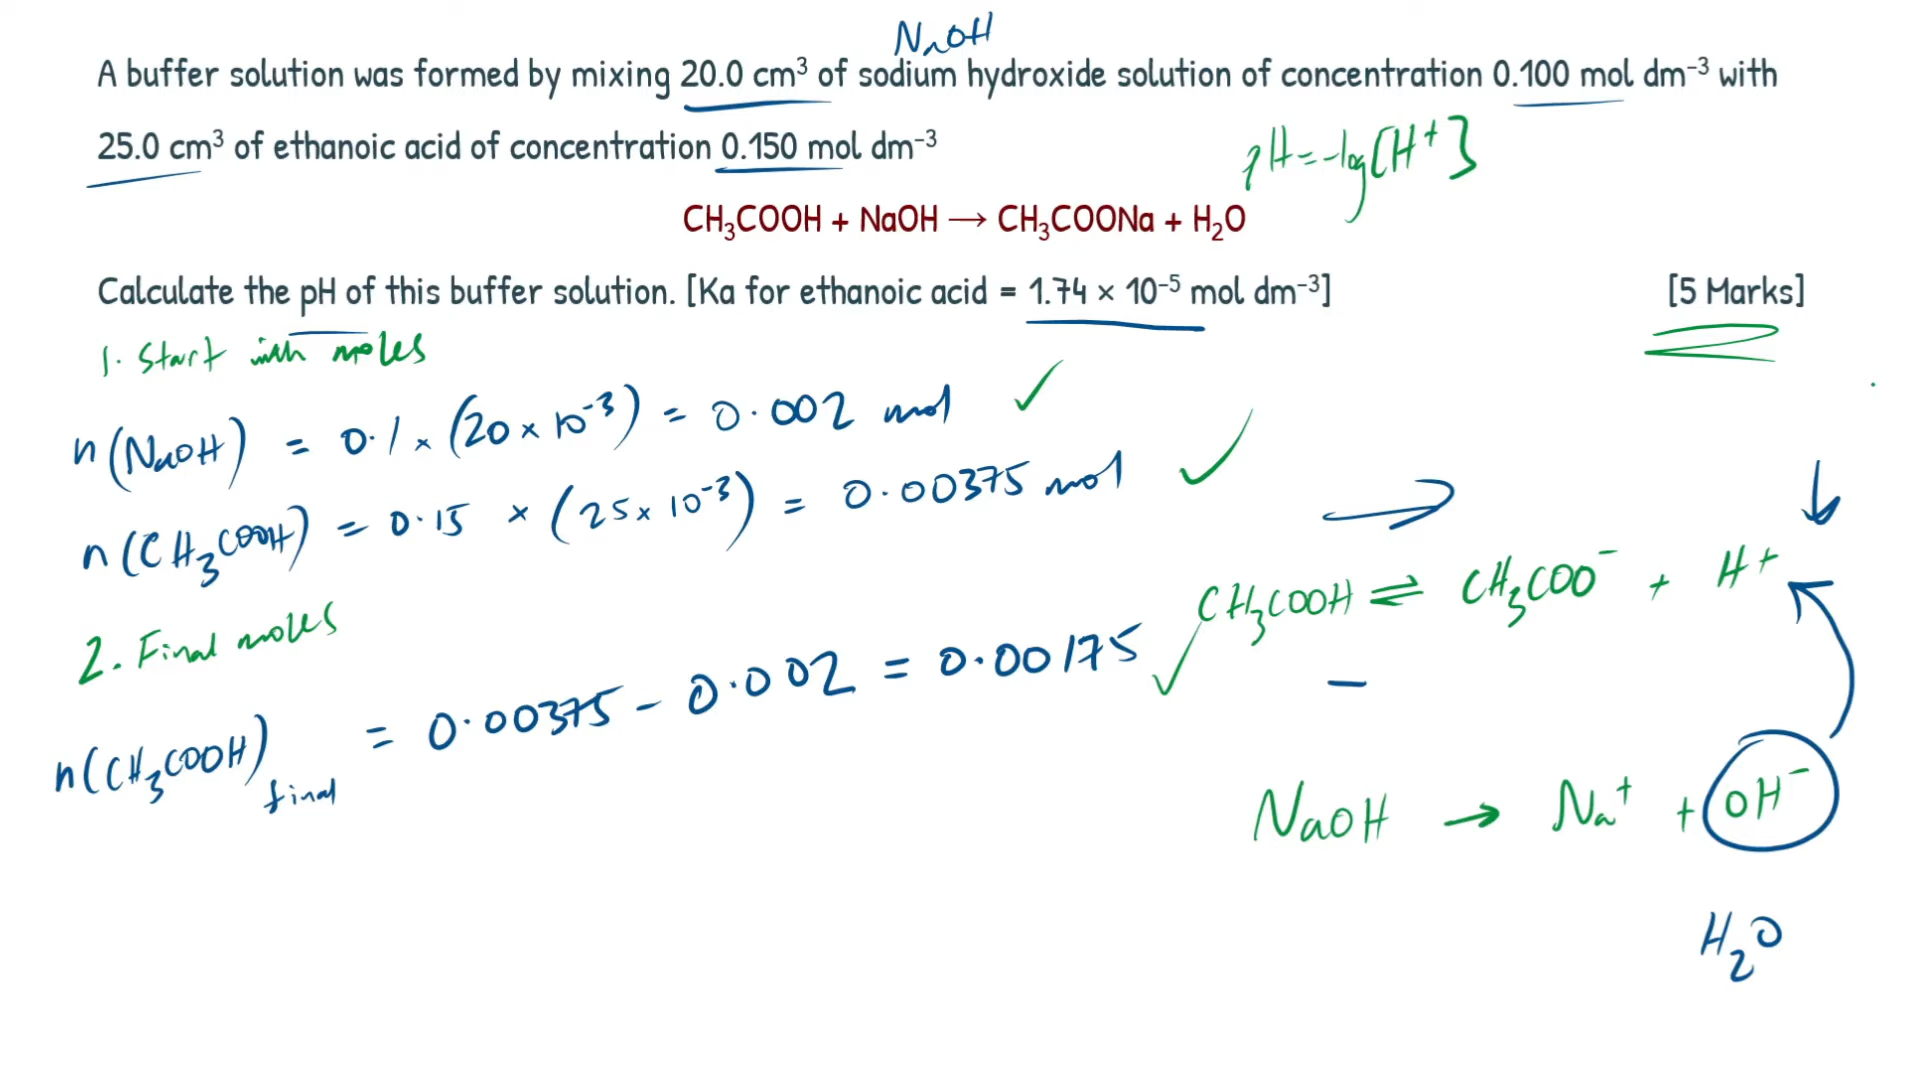 NaOH
A buffer solution was formed by mixing 20.0 cm³ of sodium hydroxide solution of concentration 0.100 mol dm⁻³ with
25.0 cm³ of ethanoic acid of concentration 0.150 mol dm⁻³
pH = -log[H⁺]
CH₃COOH + NaOH ⟶ CH₃COONa + H₂O
Calculate the pH of this buffer solution. [Ka for ethanoic acid = 1.74 × 10⁻⁵ mol dm⁻³] [5 Marks]
1. Start with moles
n(NaOH) = 0.1 × (20 × 10⁻³) = 0.002 mol ✓
n(CH₃COOH) = 0.15 × (25 × 10⁻³) = 0.00375 mol ✓
CH₃COOH ⇌ CH₃COO⁻ + H⁺
2. Final moles
n(CH₃COOH)final = 0.00375 - 0.002 = 0.00175 ✓
NaOH → Na⁺ + OH⁻
H₂O